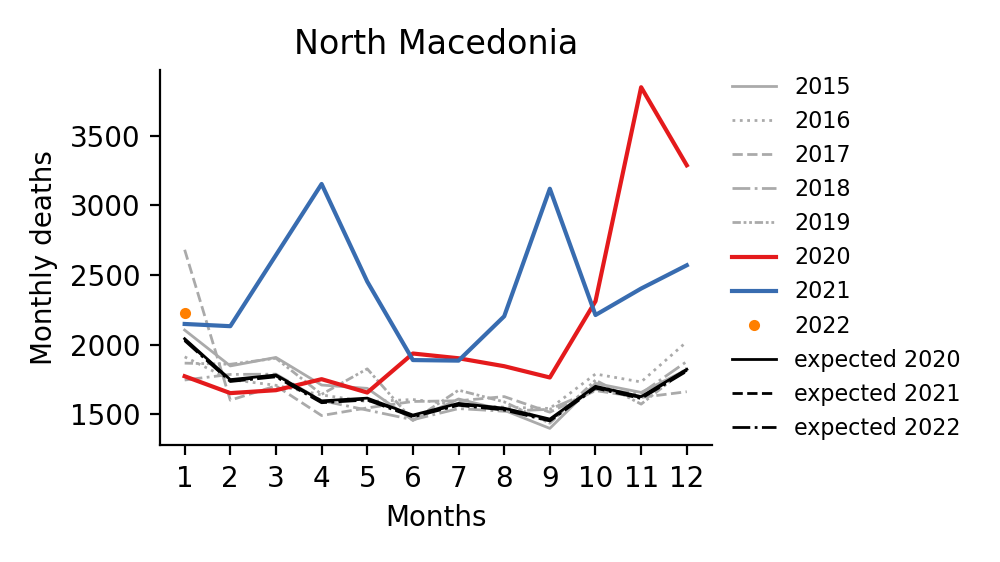 North Macedonia
Monthly deaths
3500
3000
2500
2000
1500
1 2 3 4 5 6 7 8 9 10 11 12
Months
2015
2016
2017
2018
2019
2020
2021
2022
expected 2020
expected 2021
expected 2022